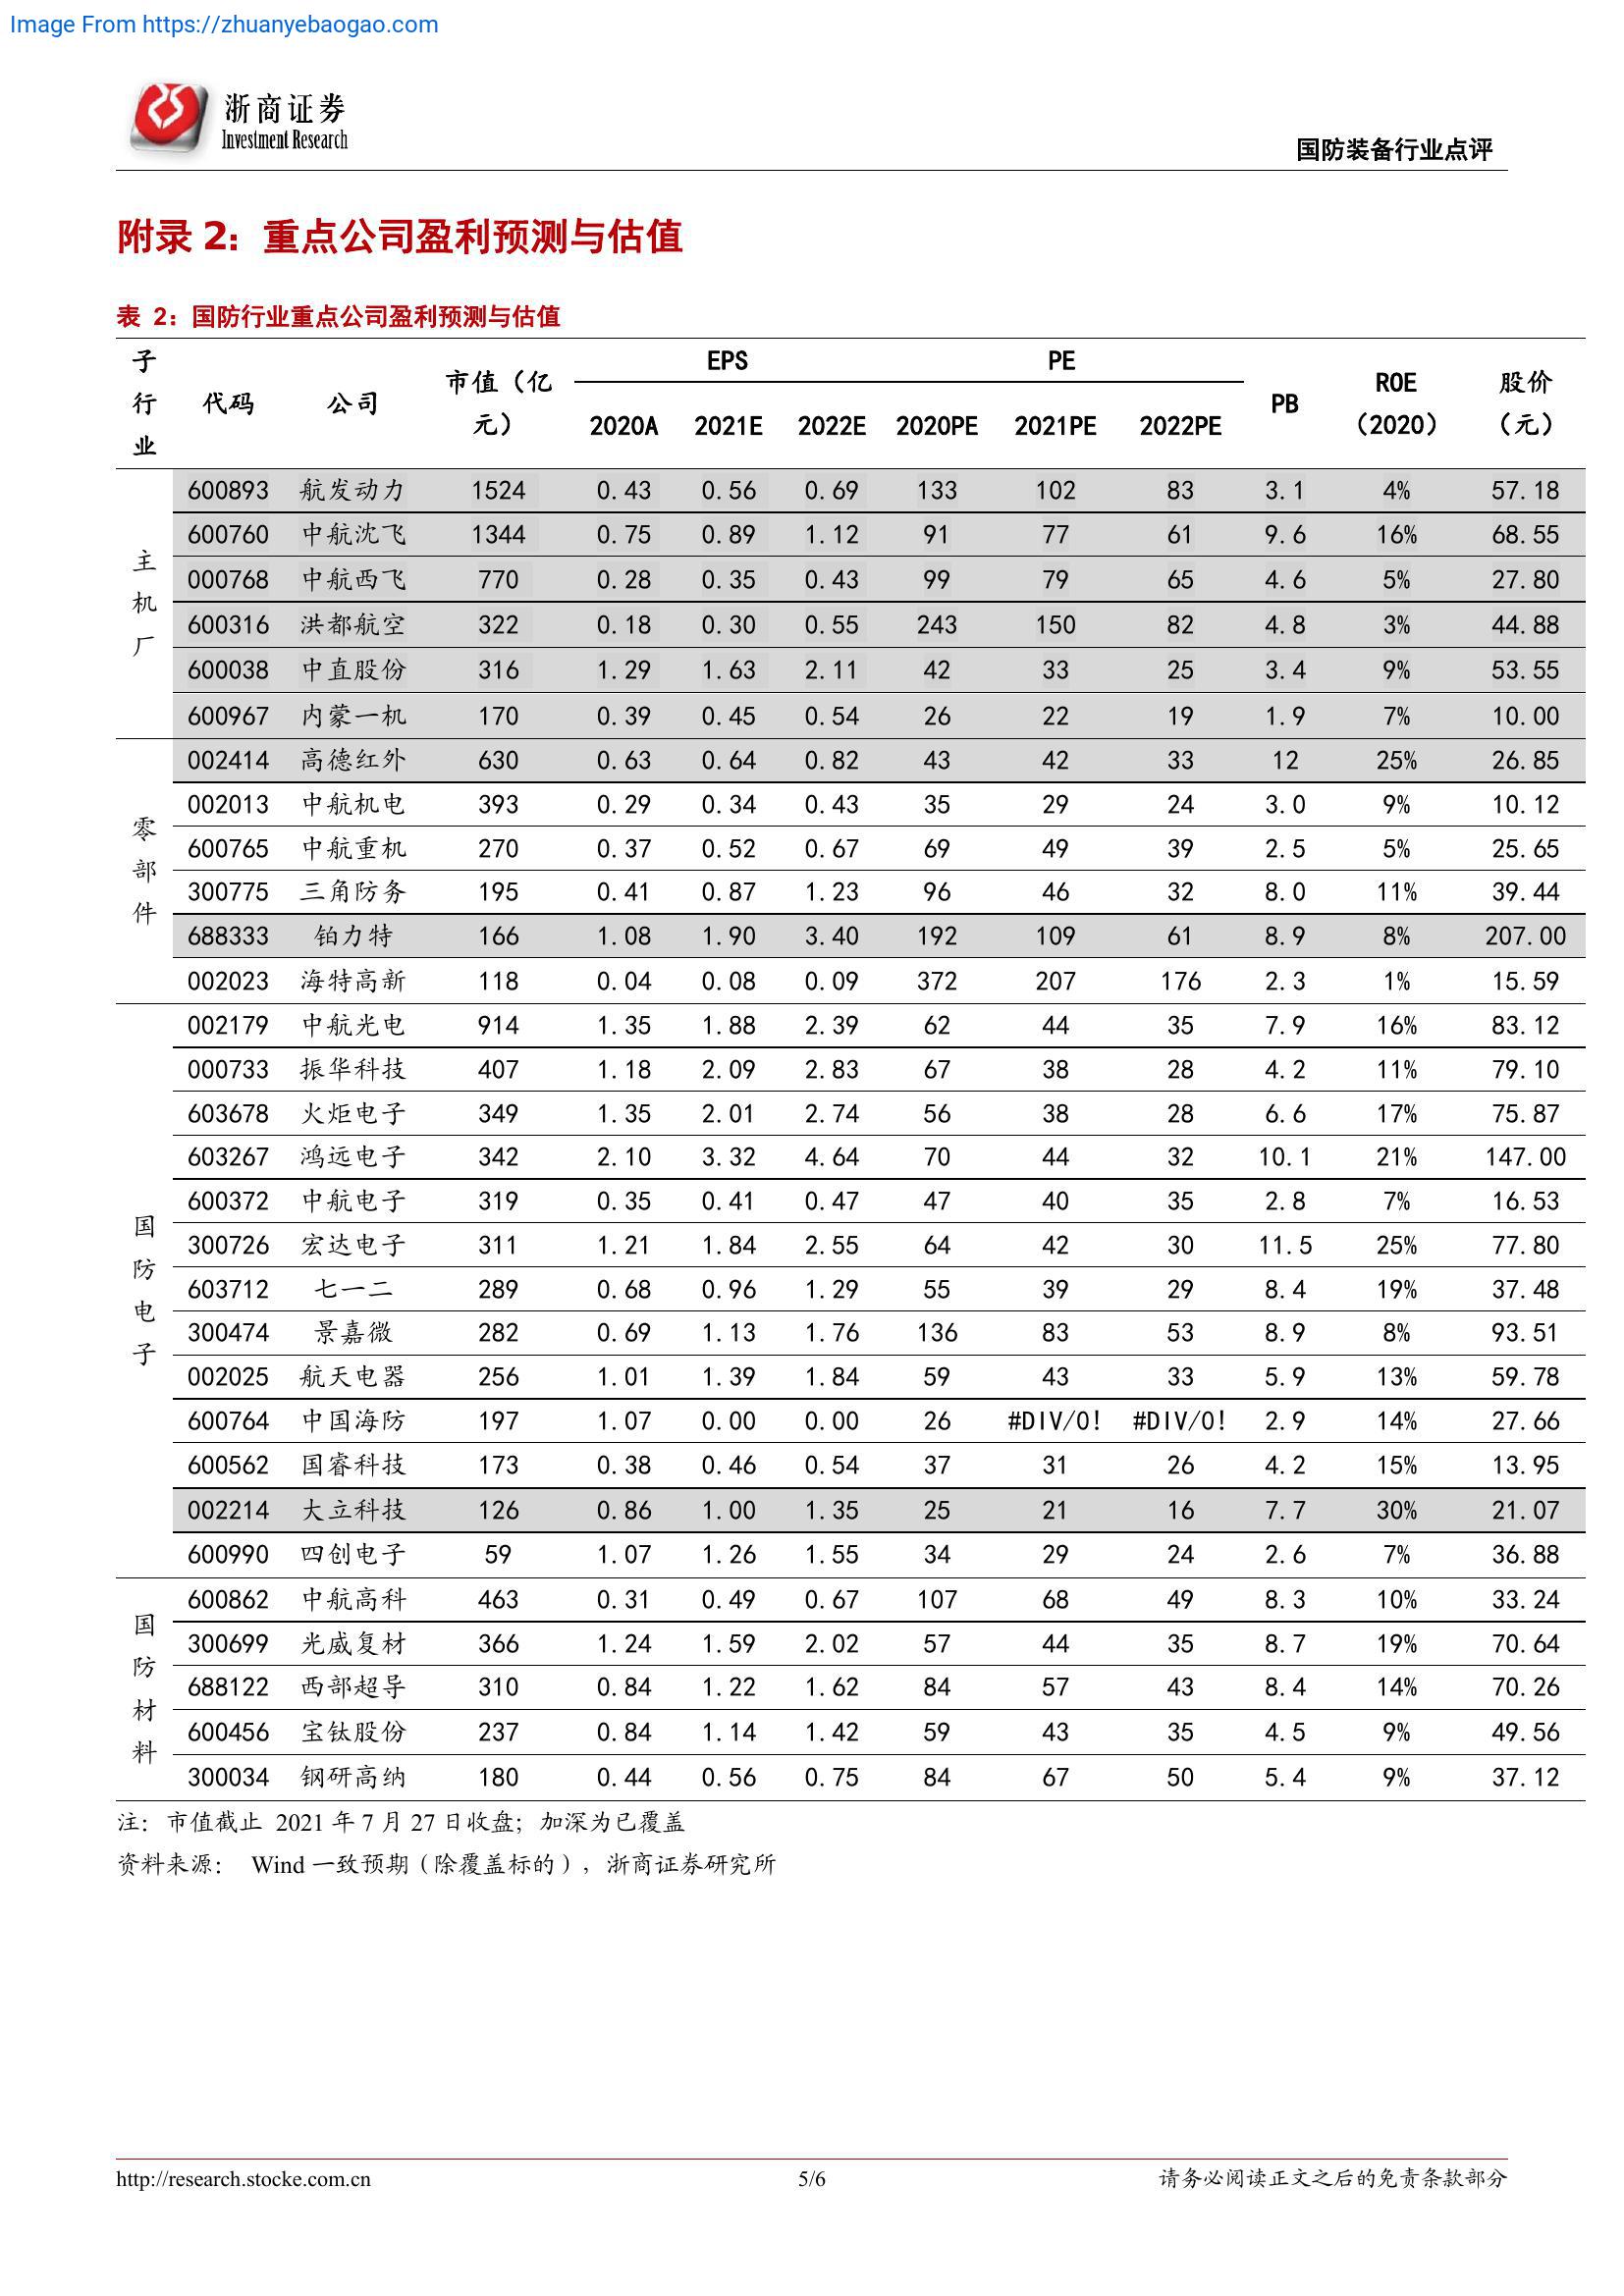 Image From https://zhuanyebaogao.com
浙商证券
Investment Research
国防装备行业点评
附录 2：重点公司盈利预测与估值
表 2：国防行业重点公司盈利预测与估值
子行业 代码 公司 市值（亿元） EPS PE PB ROE（2020） 股价（元）
2020A 2021E 2022E 2020PE 2021PE 2022PE
主机厂
600893 航发动力 1524 0.43 0.56 0.69 133 102 83 3.1 4% 57.18
600760 中航沈飞 1344 0.75 0.89 1.12 91 77 61 9.6 16% 68.55
000768 中航西飞 770 0.28 0.35 0.43 99 79 65 4.6 5% 27.80
600316 洪都航空 322 0.18 0.30 0.55 243 150 82 4.8 3% 44.88
600038 中直股份 316 1.29 1.63 2.11 42 33 25 3.4 9% 53.55
600967 内蒙一机 170 0.39 0.45 0.54 26 22 19 1.9 7% 10.00
零部件
002414 高德红外 630 0.63 0.64 0.82 43 42 33 12 25% 26.85
002013 中航机电 393 0.29 0.34 0.43 35 29 24 3.0 9% 10.12
600765 中航重机 270 0.37 0.52 0.67 69 49 39 2.5 5% 25.65
300775 三角防务 195 0.41 0.87 1.23 96 46 32 8.0 11% 39.44
688333 铂力特 166 1.08 1.90 3.40 192 109 61 8.9 8% 207.00
002023 海特高新 118 0.04 0.08 0.09 372 207 176 2.3 1% 15.59
国防电子
002179 中航光电 914 1.35 1.88 2.39 62 44 35 7.9 16% 83.12
000733 振华科技 407 1.18 2.09 2.83 67 38 28 4.2 11% 79.10
603678 火炬电子 349 1.35 2.01 2.74 56 38 28 6.6 17% 75.87
603267 鸿远电子 342 2.10 3.32 4.64 70 44 32 10.1 21% 147.00
600372 中航电子 319 0.35 0.41 0.47 47 40 35 2.8 7% 16.53
300726 宏达电子 311 1.21 1.84 2.55 64 42 30 11.5 25% 77.80
603712 七一二 289 0.68 0.96 1.29 55 39 29 8.4 19% 37.48
300474 景嘉微 282 0.69 1.13 1.76 136 83 53 8.9 8% 93.51
002025 航天电器 256 1.01 1.39 1.84 59 43 33 5.9 13% 59.78
600764 中国海防 197 1.07 0.00 0.00 26 #DIV/0! #DIV/0! 2.9 14% 27.66
600562 国睿科技 173 0.38 0.46 0.54 37 31 26 4.2 15% 13.95
002214 大立科技 126 0.86 1.00 1.35 25 21 16 7.7 30% 21.07
600990 四创电子 59 1.07 1.26 1.55 34 29 24 2.6 7% 36.88
国防材料
600862 中航高科 463 0.31 0.49 0.67 107 68 49 8.3 10% 33.24
300699 光威复材 366 1.24 1.59 2.02 57 44 35 8.7 19% 70.64
688122 西部超导 310 0.84 1.22 1.62 84 57 43 8.4 14% 70.26
600456 宝钛股份 237 0.84 1.14 1.42 59 43 35 4.5 9% 49.56
300034 钢研高纳 180 0.44 0.56 0.75 84 67 50 5.4 9% 37.12
注：市值截止 2021 年 7 月 27 日收盘；加深为已覆盖
资料来源： Wind 一致预期（除覆盖标的），浙商证券研究所
http://research.stocke.com.cn 5/6 请务必阅读正文之后的免责条款部分